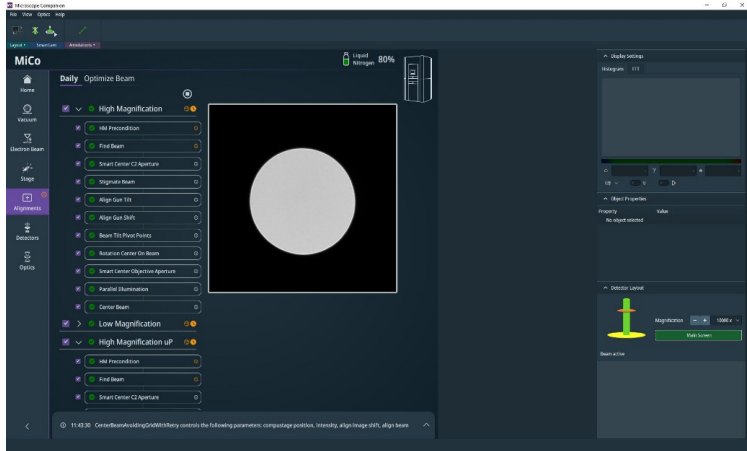 Microscope Companion
File View Optics Help
Layout Annotations
MiCo
Liquid Nitrogen 80%
Home
Vacuum
Electron Beam
Stage
Alignments
Detectors
Optics
Daily Optimize Beam
High Magnification
HM Precondition
Find Beam
Smart Center C2 Aperture
Stigmate Beam
Align Gun Tilt
Align Gun Shift
Beam Tilt Pivot Points
Rotation Center On Beam
Smart Center Objective Aperture
Parallel Illumination
Center Beam
Low Magnification
High Magnification uP
HM Precondition
Find Beam
Smart Center C2 Aperture
11:43:30 CenterBeamAvoidingGridWithRetry controls the following parameters: compustage position, intensity, align image shift, align beam
Display Settings
Histogram FFT
Object Properties
Property Value
No object selected
Detector Layout
Magnification - + 10000 x
Main Screen
Beam active